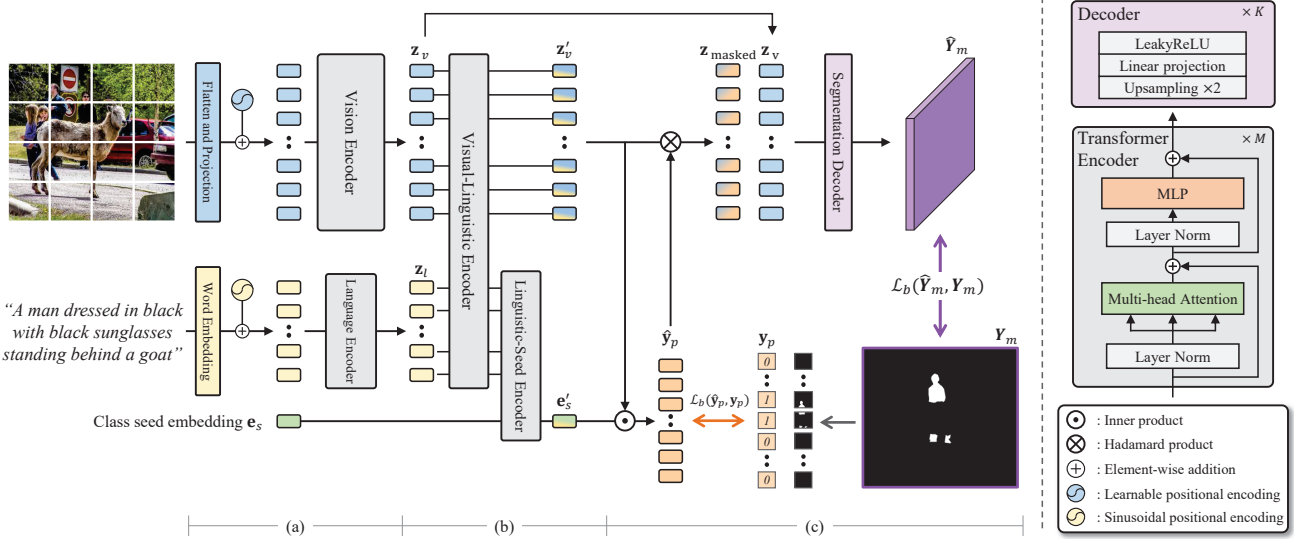 z_v
z'_v
z_masked
z_v
Ŷ_m
Flatten and Projection
Vision Encoder
Visual-Linguistic Encoder
Segmentation Decoder
"A man dressed in black
with black sunglasses
standing behind a goat"
Word Embedding
Language Encoder
z_l
Linguistic-Seed Encoder
Class seed embedding e_s
e'_s
ŷ_p
ℒ_b(ŷ_p, y_p)
y_p
0
1
1
0
0
ℒ_b(Ŷ_m, Y_m)
Y_m
(a)
(b)
(c)
Decoder
× K
LeakyReLU
Linear projection
Upsampling ×2
Transformer
Encoder
× M
MLP
Layer Norm
Multi-head Attention
Layer Norm
: Inner product
: Hadamard product
: Element-wise addition
: Learnable positional encoding
: Sinusoidal positional encoding